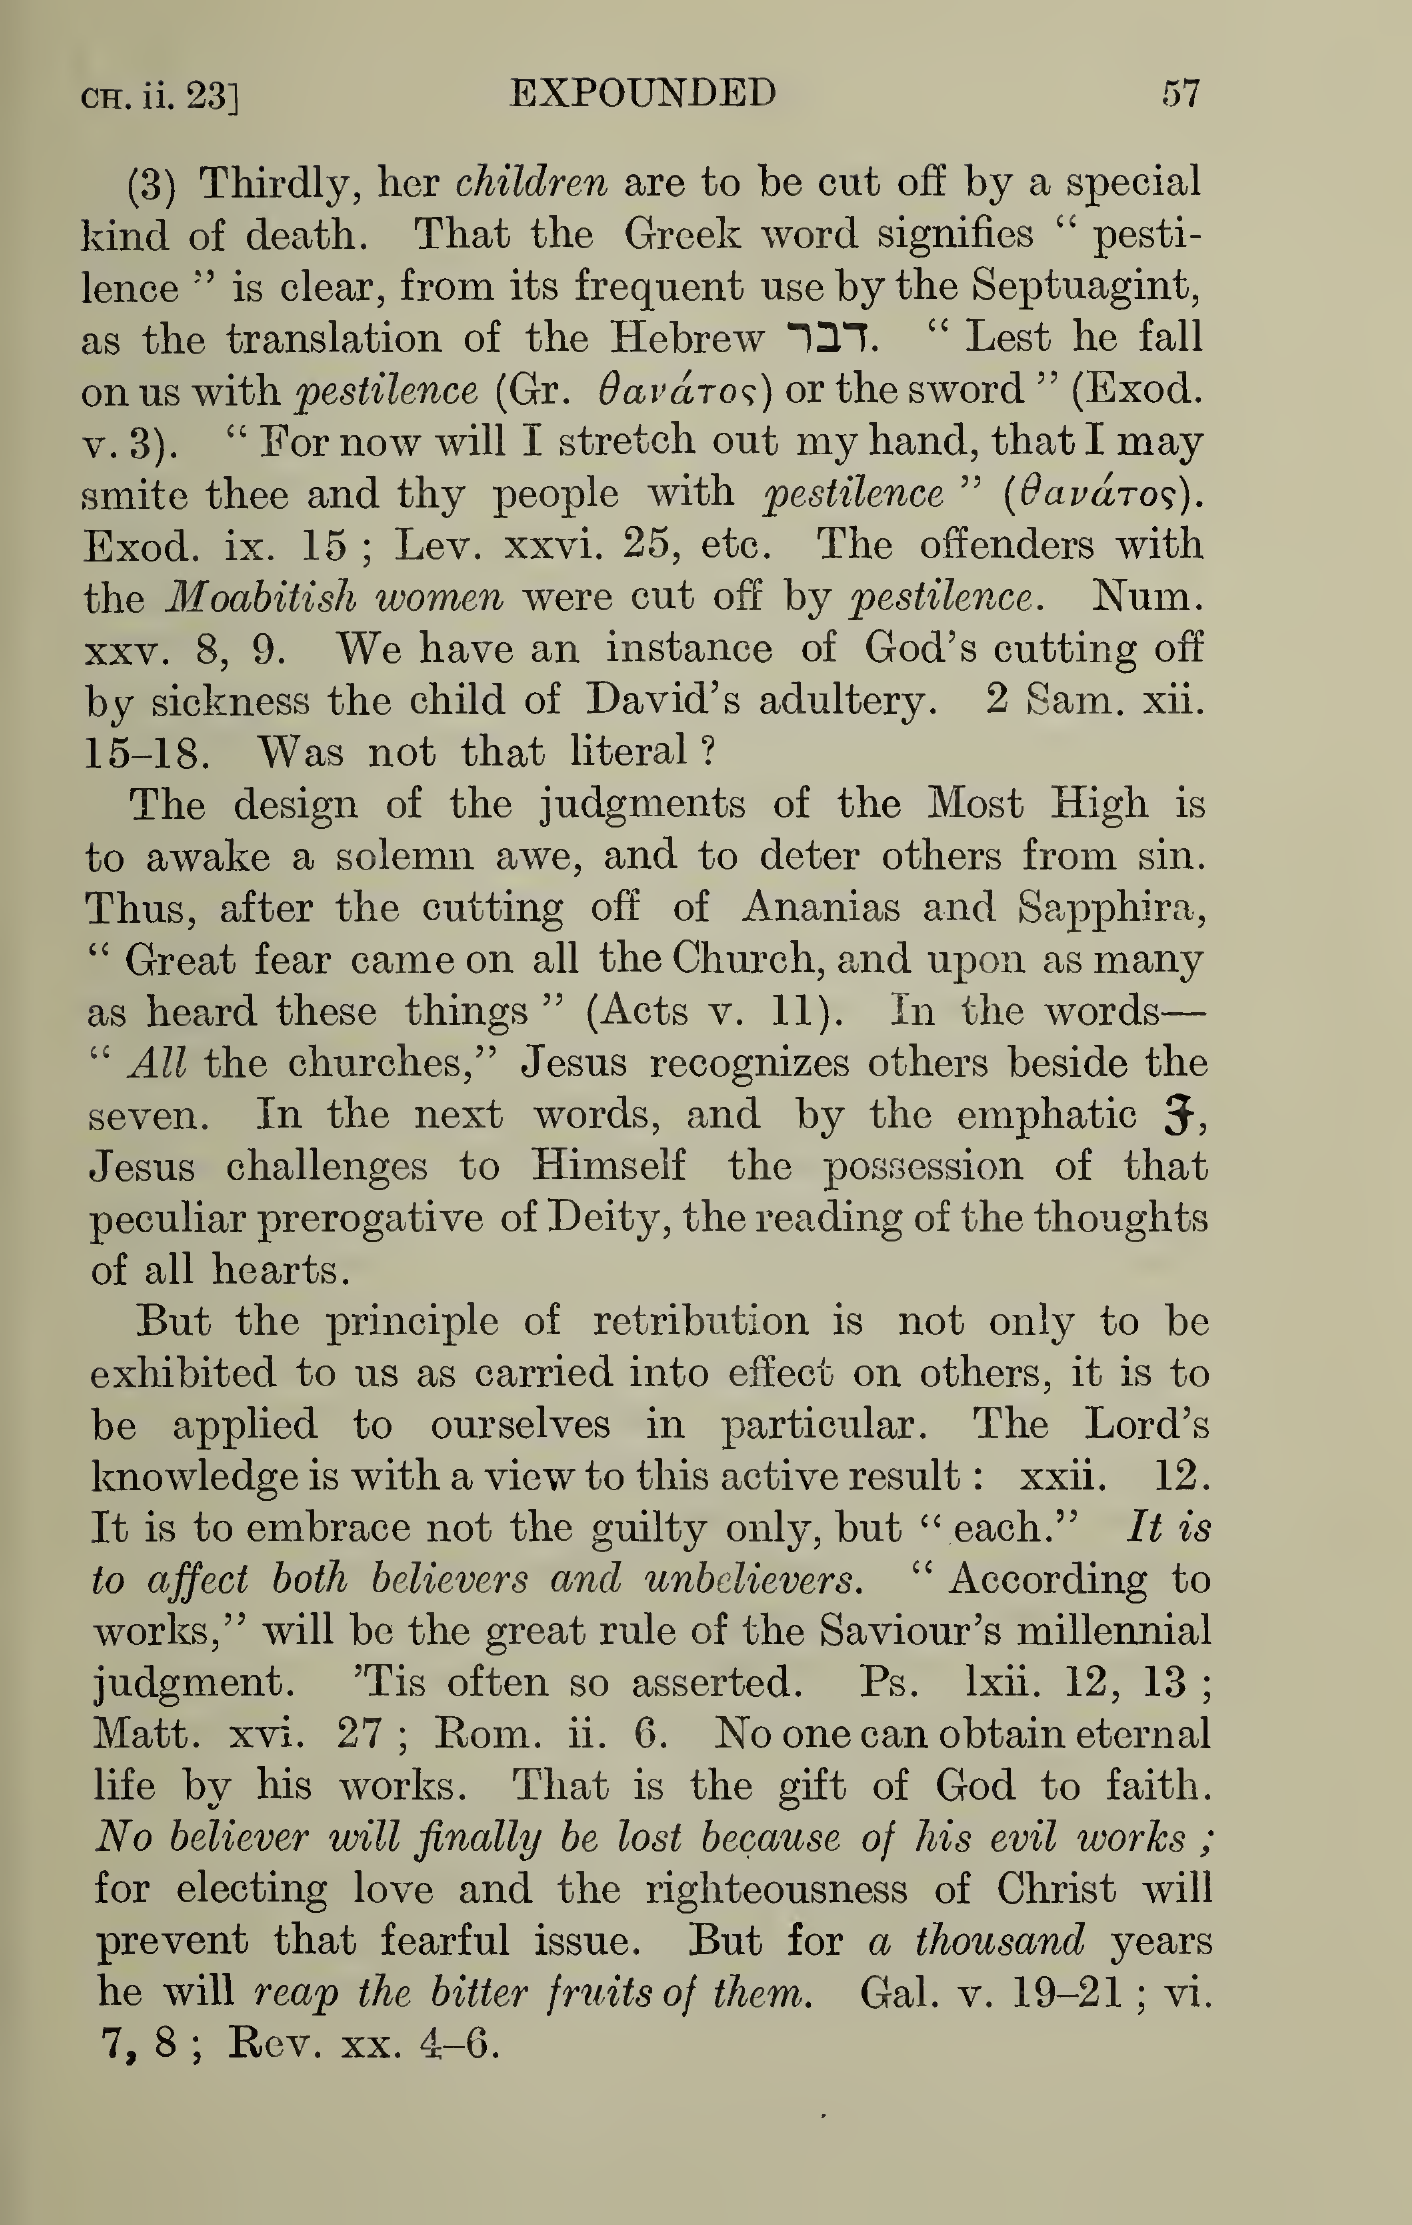 CH. ii. 23] EXPOUNDED 57
(3) Thirdly, her children are to be cut off by a special
kind of death. That the Greek word signifies “ pesti-
lence ” is clear, from its frequent use by the Septuagint,
as the translation of the Hebrew דבר. “ Lest he fall
on us with pestilence (Gr. θανάτος) or the sword ” (Exod.
v. 3). “ For now will I stretch out my hand, that I may
smite thee and thy people with pestilence ” (θανάτος).
Exod. ix. 15 ; Lev. xxvi. 25, etc. The offenders with
the Moabitish women were cut off by pestilence. Num.
xxv. 8, 9. We have an instance of God’s cutting off
by sickness the child of David’s adultery. 2 Sam. xii.
15–18. Was not that literal ?
The design of the judgments of the Most High is
to awake a solemn awe, and to deter others from sin.
Thus, after the cutting off of Ananias and Sapphira,
“ Great fear came on all the Church, and upon as many
as heard these things ” (Acts v. 11). In the words—
“ All the churches,” Jesus recognizes others beside the
seven. In the next words, and by the emphatic I,
Jesus challenges to Himself the possession of that
peculiar prerogative of Deity, the reading of the thoughts
of all hearts.
But the principle of retribution is not only to be
exhibited to us as carried into effect on others, it is to
be applied to ourselves in particular. The Lord’s
knowledge is with a view to this active result : xxii. 12.
It is to embrace not the guilty only, but “ each.” It is
to affect both believers and unbelievers. “ According to
works,” will be the great rule of the Saviour’s millennial
judgment. ’Tis often so asserted. Ps. lxii. 12, 13 ;
Matt. xvi. 27 ; Rom. ii. 6. No one can obtain eternal
life by his works. That is the gift of God to faith.
No believer will finally be lost because of his evil works ;
for electing love and the righteousness of Christ will
prevent that fearful issue. But for a thousand years
he will reap the bitter fruits of them. Gal. v. 19–21 ; vi.
7, 8 ; Rev. xx. 4–6.